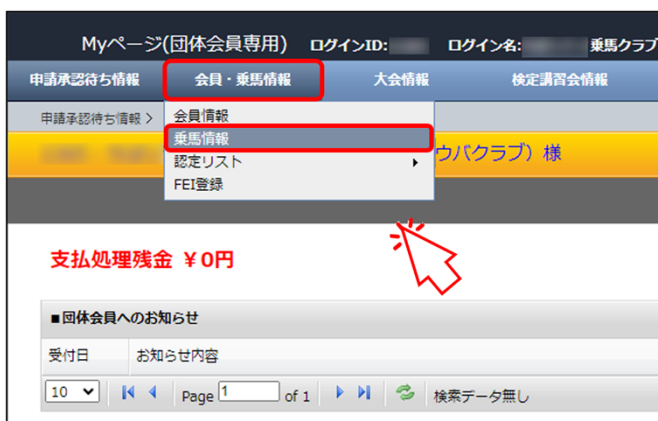 Myページ(団体会員専用) ログインID: ログイン名: 乗馬クラブ
申請承認待ち情報 会員・乗馬情報 大会情報 検定講習会情報
申請承認待ち情報 >
会員情報
乗馬情報
ウバクラブ）様
認定リスト
FEI登録
支払処理残金 ￥0円
■団体会員へのお知らせ
受付日 お知らせ内容
10 Page 1 of 1 検索データ無し